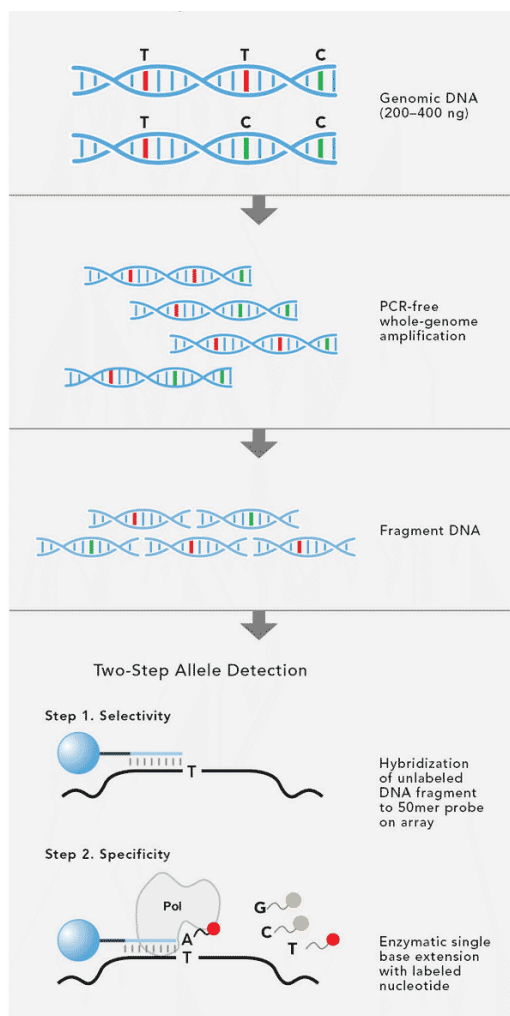 T T C
T C C
Genomic DNA
(200–400 ng)
PCR-free
whole-genome
amplification
Fragment DNA
Two-Step Allele Detection
Step 1. Selectivity
T
Hybridization
of unlabeled
DNA fragment
to 50mer probe
on array
Step 2. Specificity
Pol
A
T
G
C
T
Enzymatic single
base extension
with labeled
nucleotide